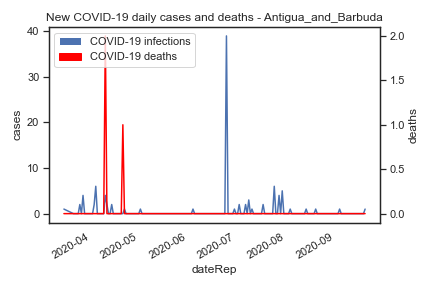 New COVID-19 daily cases and deaths - Antigua_and_Barbuda
COVID-19 infections
COVID-19 deaths
40
30
20
10
0
cases
2.0
1.5
1.0
0.5
0.0
deaths
2020-04
2020-05
2020-06
2020-07
2020-08
2020-09
dateRep